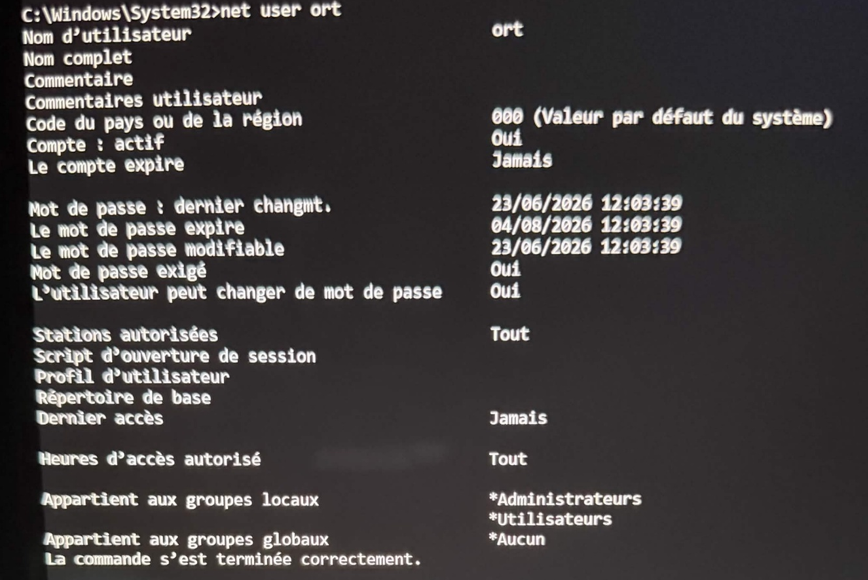 C:\Windows\System32>net user ort
Nom d'utilisateur ort
Nom complet
Commentaire
Commentaires utilisateur
Code du pays ou de la région 000 (Valeur par défaut du système)
Compte : actif Oui
Le compte expire Jamais
Mot de passe : dernier changmt. 23/06/2026 12:03:39
Le mot de passe expire 04/08/2026 12:03:39
Le mot de passe modifiable 23/06/2026 12:03:39
Mot de passe exigé Oui
L'utilisateur peut changer de mot de passe Oui
Stations autorisées Tout
Script d'ouverture de session
Profil d'utilisateur
Répertoire de base
Dernier accès Jamais
Heures d'accès autorisé Tout
Appartient aux groupes locaux *Administrateurs
*Utilisateurs
Appartient aux groupes globaux *Aucun
La commande s'est terminée correctement.